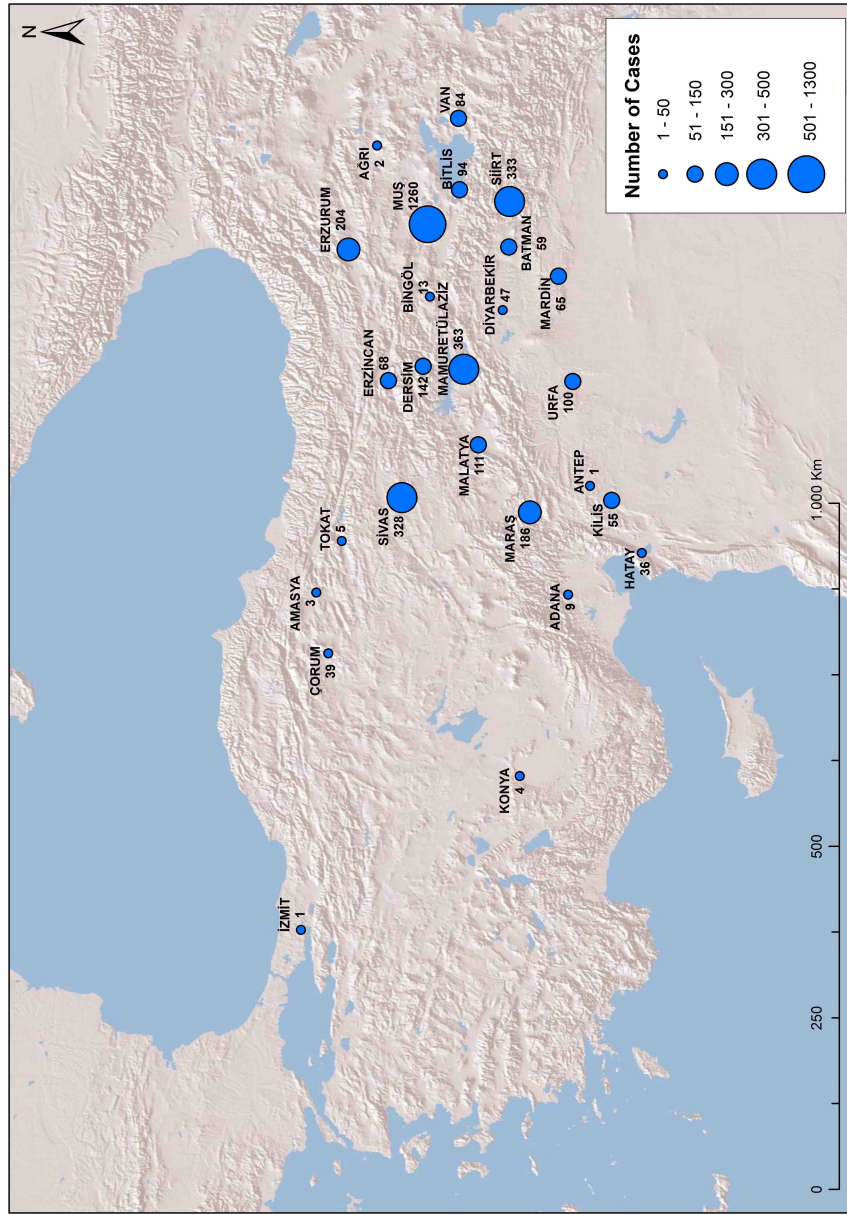 N
İZMİT
1
ÇORUM
39
AMASYA
3
TOKAT
5
SİVAS
328
ERZİNCAN
68
ERZURUM
204
AĞRI
2
DERSİM
142
BİNGÖL
13
MUŞ
1260
MAMURETÜLAZİZ
363
BİTLİS
94
VAN
84
MALATYA
111
DİYARBEKİR
47
BATMAN
59
SİİRT
333
KONYA
4
MARAŞ
186
MARDİN
65
URFA
100
ADANA
9
ANTEP
1
KİLİS
55
HATAY
36
Number of Cases
1 - 50
51 - 150
151 - 300
301 - 500
501 - 1300
0
250
500
1.000 Km